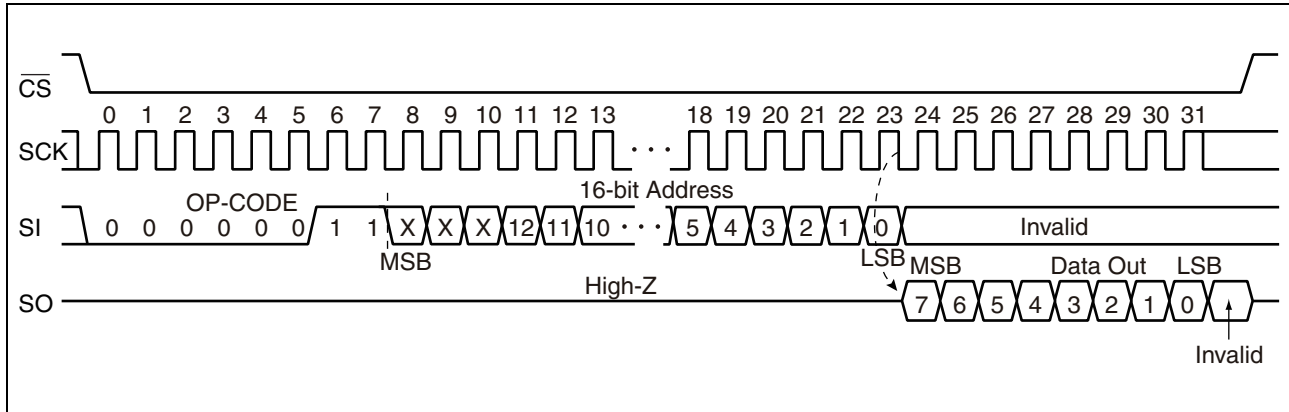 CS
0 1 2 3 4 5 6 7 8 9 10 11 12 13 18 19 20 21 22 23 24 25 26 27 28 29 30 31
SCK · · ·
OP-CODE 16-bit Address
SI 0 0 0 0 0 0 1 1 X X X 12 11 10 · · · 5 4 3 2 1 0 Invalid
MSB LSB MSB Data Out LSB
High-Z
SO 7 6 5 4 3 2 1 0
Invalid